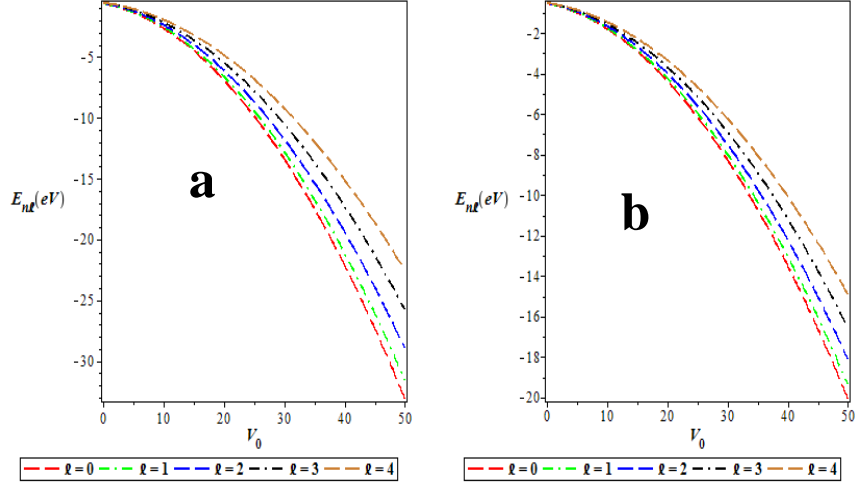 -5
-10
-15
-20
-25
-30
E_nℓ(eV)
a
0 10 20 30 40 50
V_0
ℓ = 0 ℓ = 1 ℓ = 2 ℓ = 3 ℓ = 4
-2
-4
-6
-8
-10
-12
-14
-16
-18
-20
E_nℓ(eV)
b
0 10 20 30 40 50
V_0
ℓ = 0 ℓ = 1 ℓ = 2 ℓ = 3 ℓ = 4